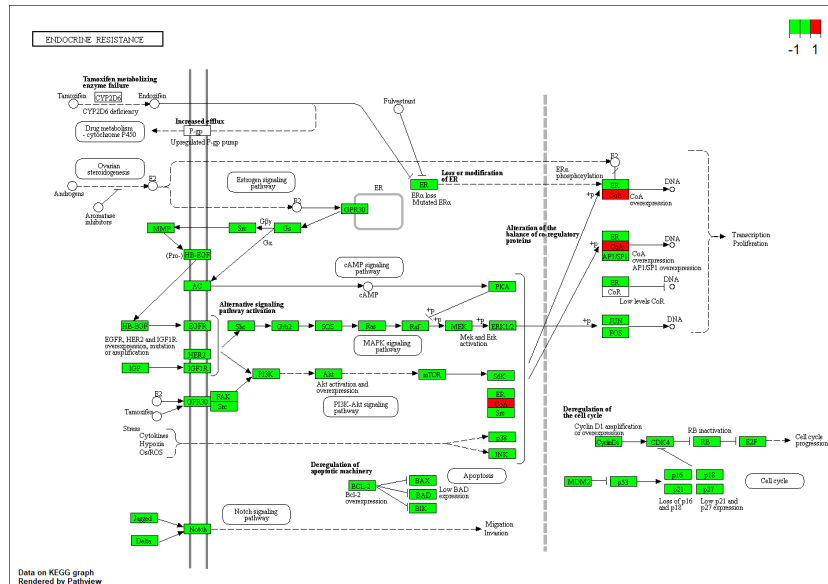 ENDOCRINE RESISTANCE
-1 1
Tamoxifen metabolizing
enzyme failure
Tamoxifen
CYP2D6
Endoxifen
CYP2D6 deficiency
Increased efflux
P-gp
Upregulated P-gp pump
Drug metabolism
- cytochrome P450
Fulvestrant
Ovarian
steroidogenesis
Androgens
E2
Aromatase
inhibitors
Estrogen signaling
pathway
E2
ER
GPR30
ER
Loss or modification
of ER
ERα loss
Mutated ERα
ERα
phosphorylation
E2
+p
ER
CoA
DNA
CoA
overexpression
MMP
Src
Gβγ
Gs
Gα
(Pro-)
HB-EGF
AC
cAMP signaling
pathway
cAMP
PKA
Alteration of the
balance of co-regulatory
proteins
+p
ER
CoA
AP1/SP1
DNA
CoA
overexpression
AP1/SP1 overexpression
ER
CoR
DNA
Low levels CoR
Transcription
Proliferation
Alternative signaling
pathway activation
HB-EGF
EGFR
Shc
Grb2
SOS
Ras
+p
Raf
+p
MEK
+p
ERK1/2
Mek and Erk
activation
+p
JUN
FOS
DNA
EGFR, HER2 and IGF1R
overexpression, mutation
or amplification
HER2
IGF
IGF1R
MAPK signaling
pathway
PI3K
Akt
mTOR
S6K
Akt activation and
overexpression
E2
Tamoxifen
GPR30
FAK
Src
PI3K-Akt signaling
pathway
ER
CoA
Src
Stress
Cytokines
Hypoxia
Ox/ROS
p38
JNK
Deregulation of
the cell cycle
Cyclin D1 amplification
or overexpression
RB inactivation
CyclinD1
CDK4
RB
E2F
Cell cycle
progression
MDM2
p53
p16
p18
p21
p27
Loss of p16
and p18
Low p21 and
p27 expression
Cell cycle
Deregulation of
apoptotic machinery
Apoptosis
BCL-2
Bcl-2
overexpression
BAX
BAD
BIK
Low BAD
expression
Jagged
Delta
Notch
Notch signaling
pathway
Migration
Invasion
Data on KEGG graph
Rendered by Pathview